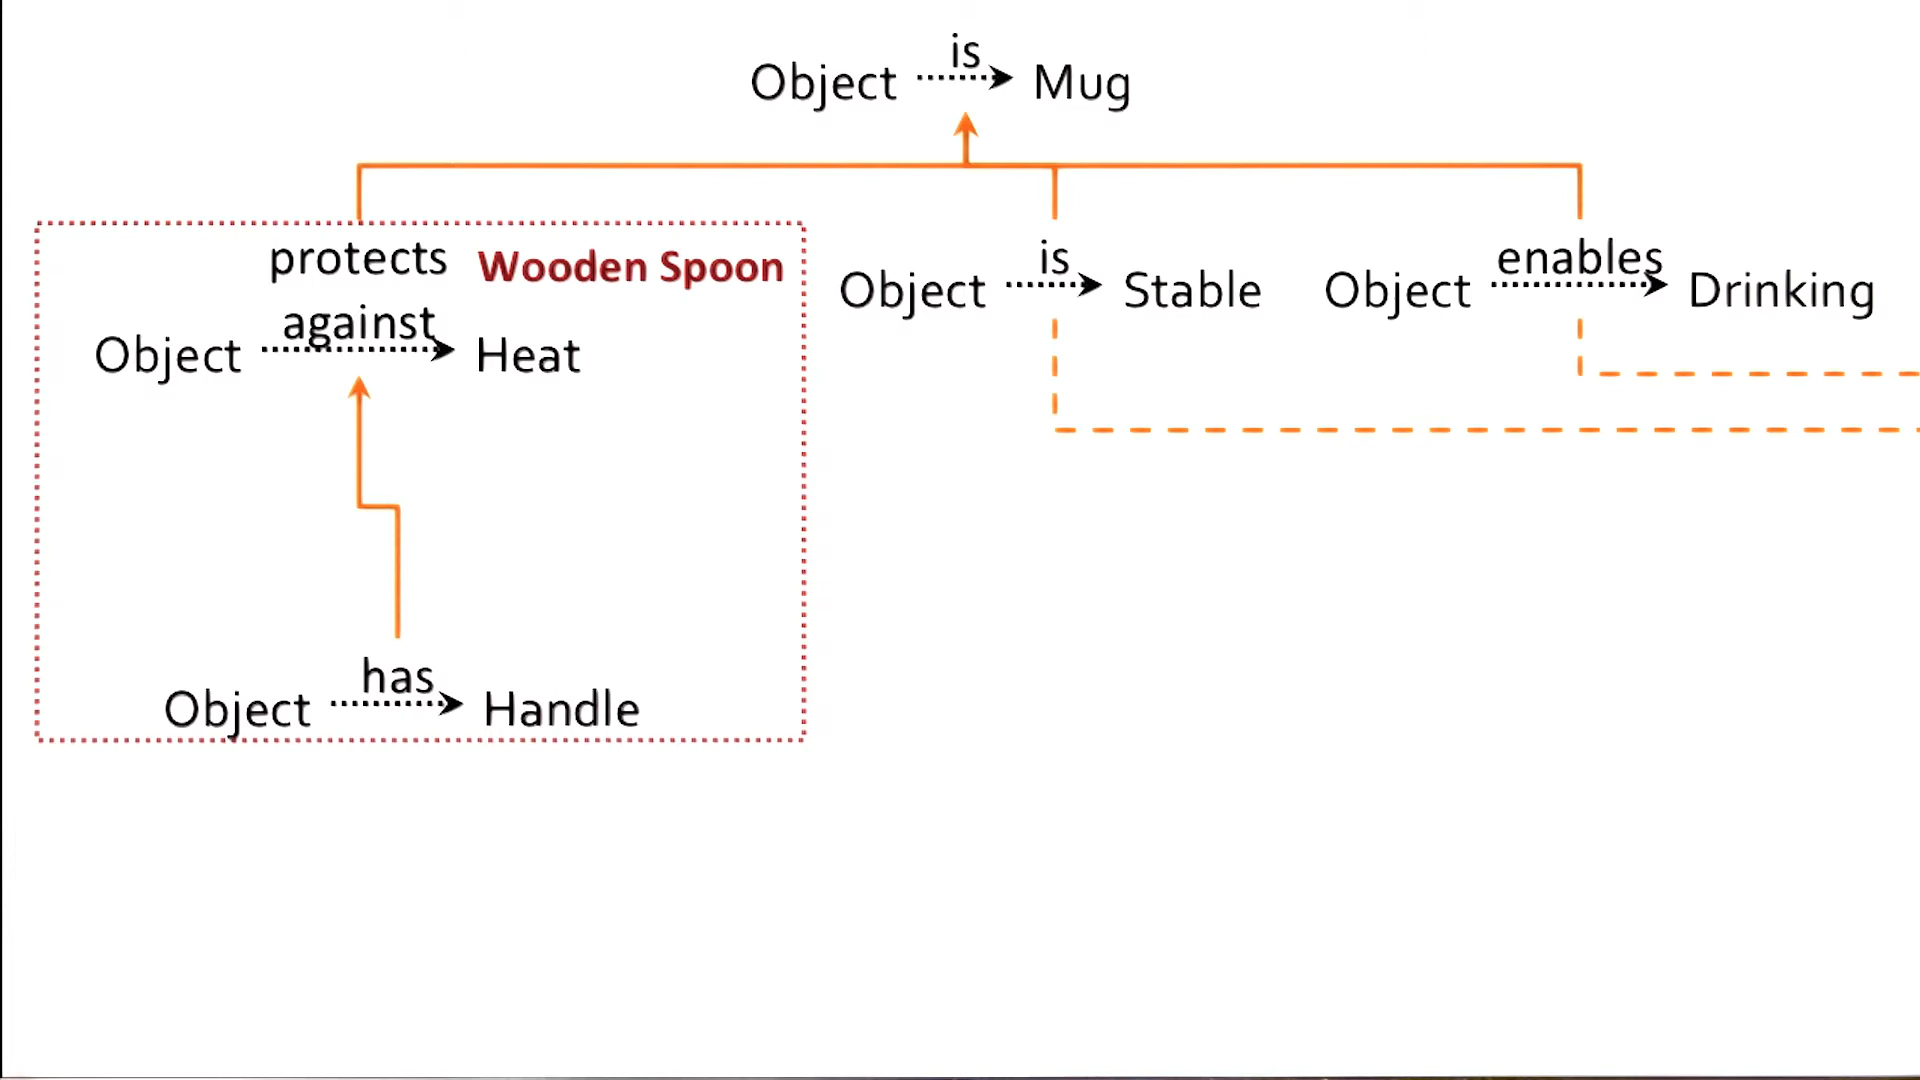 Object is Mug
protects
against
Wooden Spoon
Object Heat
Object is Stable
Object enables Drinking
Object has Handle